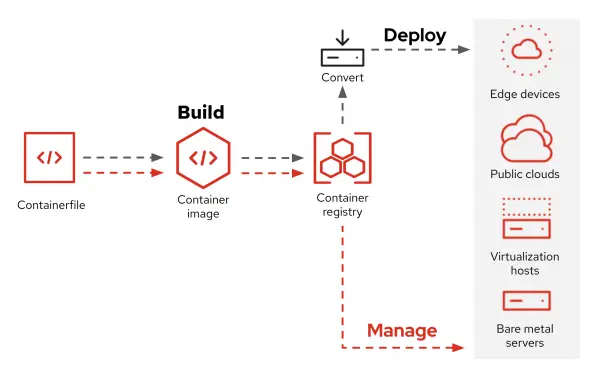 Deploy
Convert
Edge devices
Build
</>
</>
Public clouds
Containerfile
Container
image
Container
registry
Virtualization
hosts
Manage
Bare metal
servers